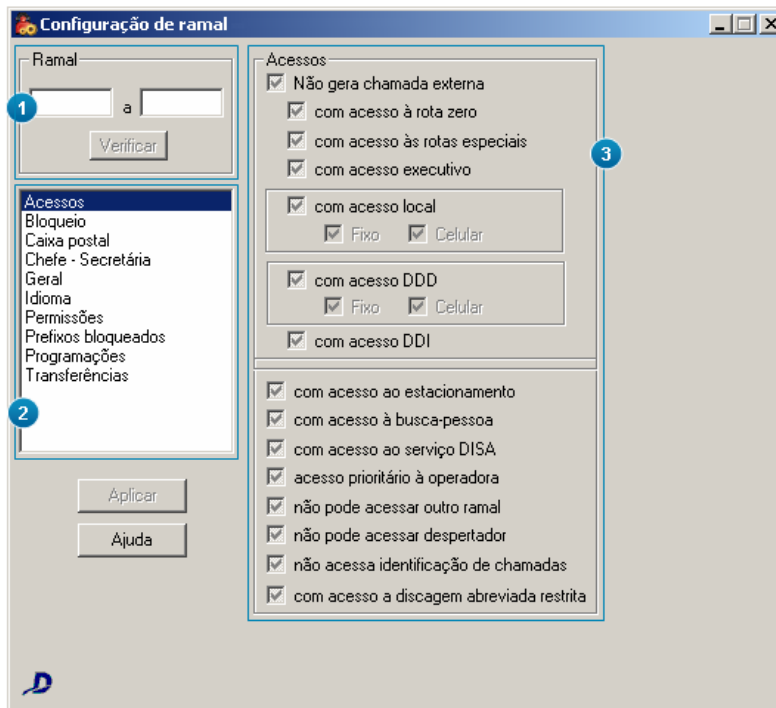 Configuração de ramal
Ramal
1
a
Verificar
Acessos
Bloqueio
Caixa postal
Chefe - Secretária
Geral
Idioma
Permissões
Prefixos bloqueados
Programações
Transferências
2
Aplicar
Ajuda
Acessos
Não gera chamada externa
com acesso à rota zero
com acesso às rotas especiais
com acesso executivo
3
com acesso local
Fixo Celular
com acesso DDD
Fixo Celular
com acesso DDI
com acesso ao estacionamento
com acesso à busca-pessoa
com acesso ao serviço DISA
acesso prioritário à operadora
não pode acessar outro ramal
não pode acessar despertador
não acessa identificação de chamadas
com acesso a discagem abreviada restrita
D